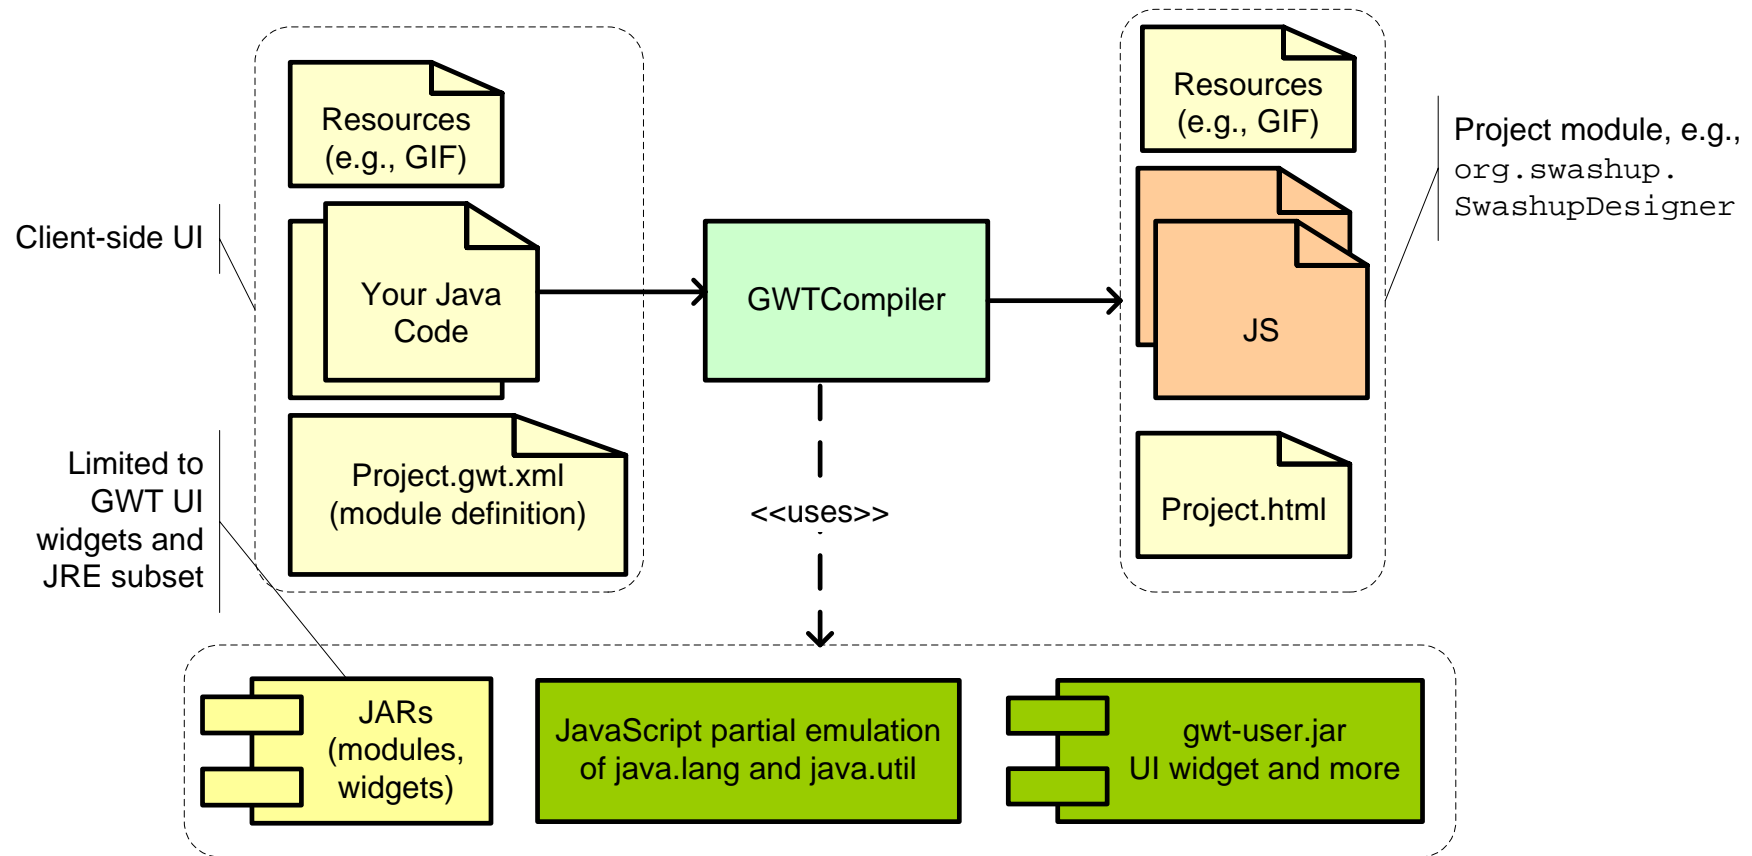 Resources
(e.g., GIF)
Resources
(e.g., GIF)
Project module, e.g.,
org.swashup.
SwashupDesigner
Client-side UI
Your Java
Code
GWTCompiler
JS
Limited to
GWT UI
widgets and
JRE subset
Project.gwt.xml
(module definition)
<<uses>>
Project.html
JARs
(modules,
widgets)
JavaScript partial emulation
of java.lang and java.util
gwt-user.jar
UI widget and more